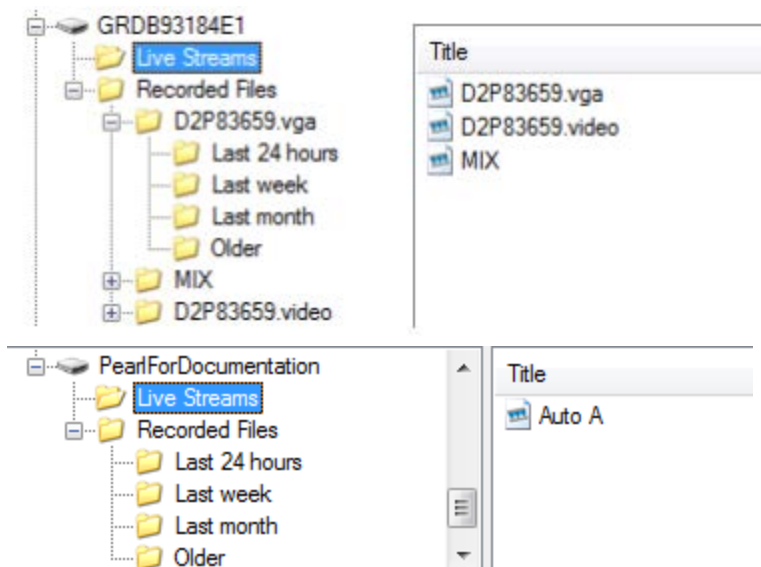 GRDB93184E1
Live Streams
Recorded Files
D2P83659.vga
Last 24 hours
Last week
Last month
Older
MIX
D2P83659.video
Title
D2P83659.vga
D2P83659.video
MIX
PearlForDocumentation
Live Streams
Recorded Files
Last 24 hours
Last week
Last month
Older
Title
Auto A